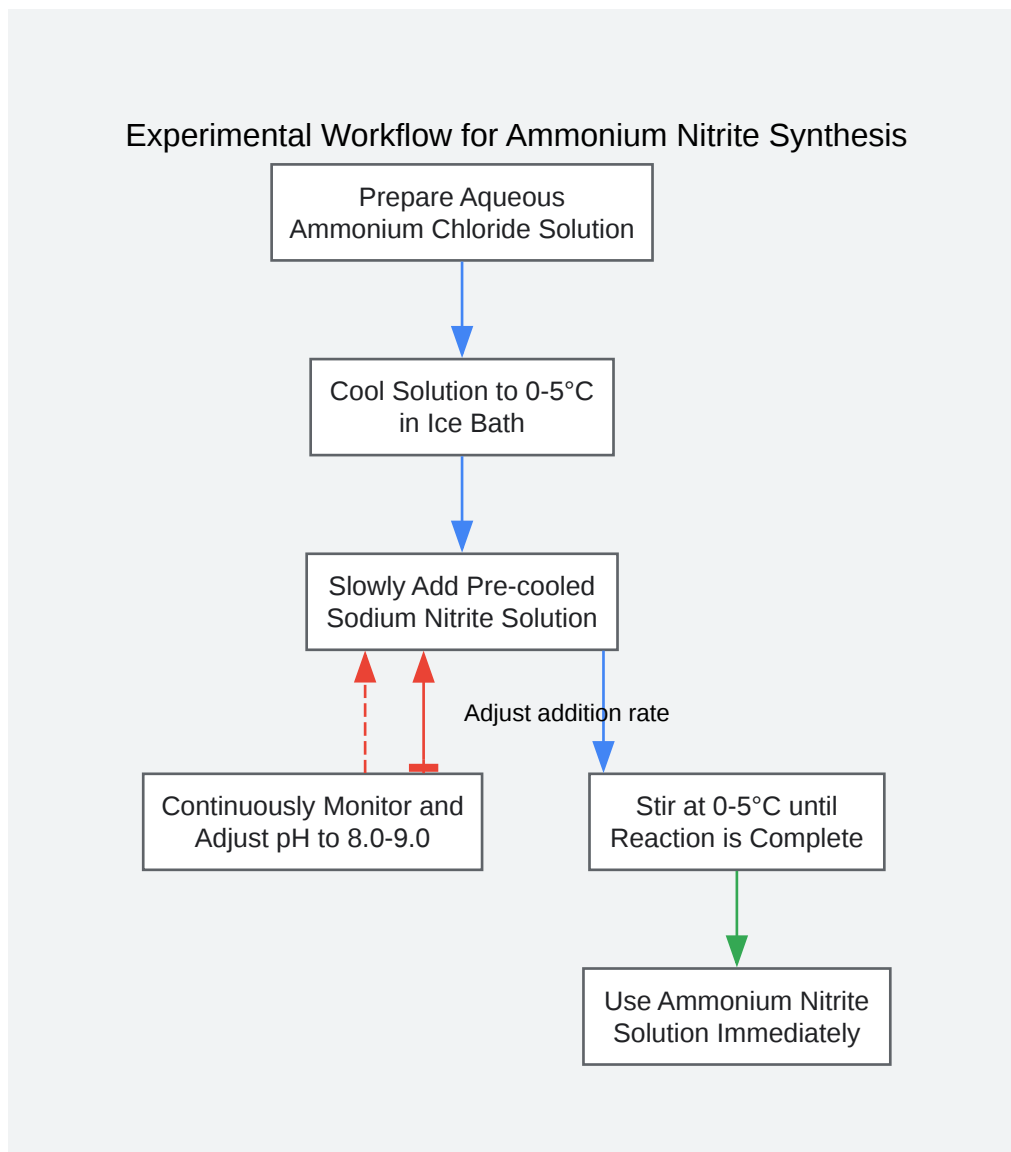 Experimental Workflow for Ammonium Nitrite Synthesis
Prepare Aqueous
Ammonium Chloride Solution
Cool Solution to 0-5°C
in Ice Bath
Slowly Add Pre-cooled
Sodium Nitrite Solution
Adjust addition rate
Continuously Monitor and
Adjust pH to 8.0-9.0
Stir at 0-5°C until
Reaction is Complete
Use Ammonium Nitrite
Solution Immediately